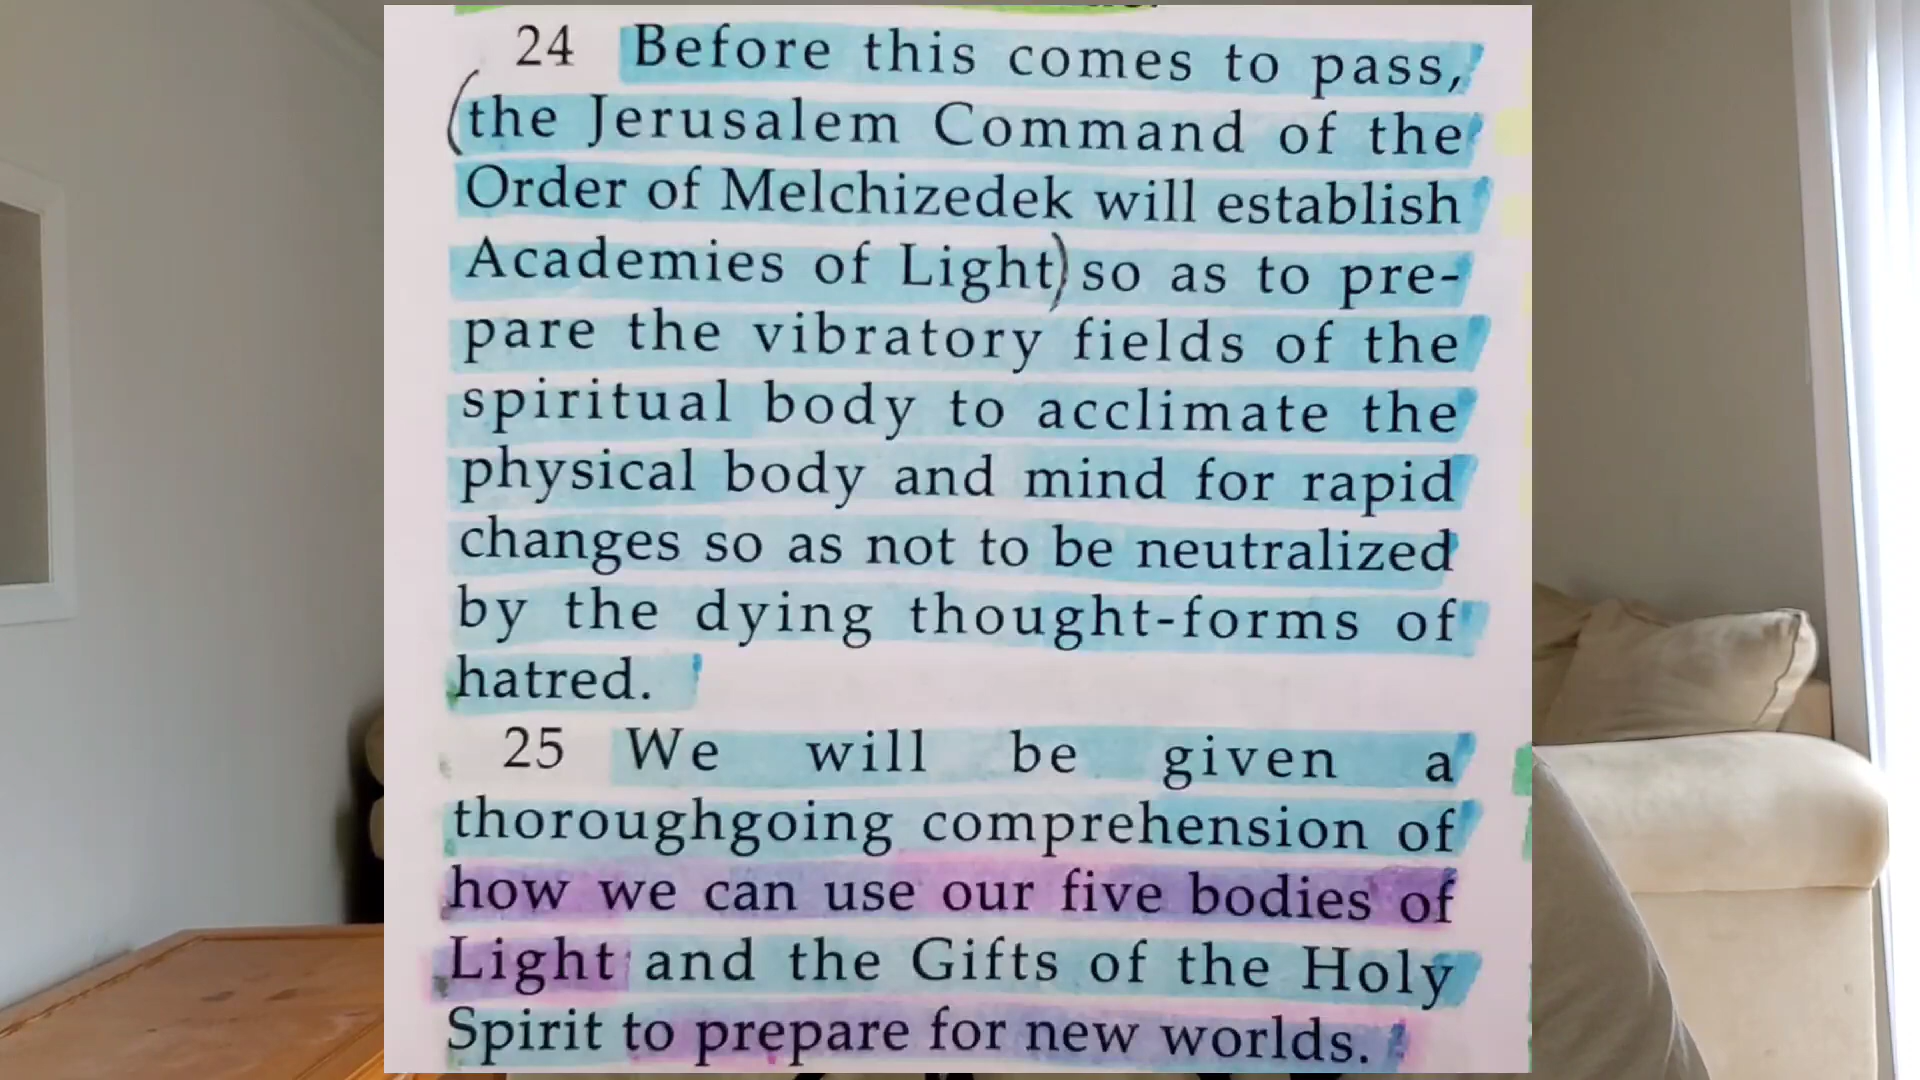 24 Before this comes to pass,
(the Jerusalem Command of the
Order of Melchizedek will establish
Academies of Light) so as to pre-
pare the vibratory fields of the
spiritual body to acclimate the
physical body and mind for rapid
changes so as not to be neutralized
by the dying thought-forms of
hatred.
25 We will be given a
thoroughgoing comprehension of
how we can use our five bodies of
Light and the Gifts of the Holy
Spirit to prepare for new worlds.